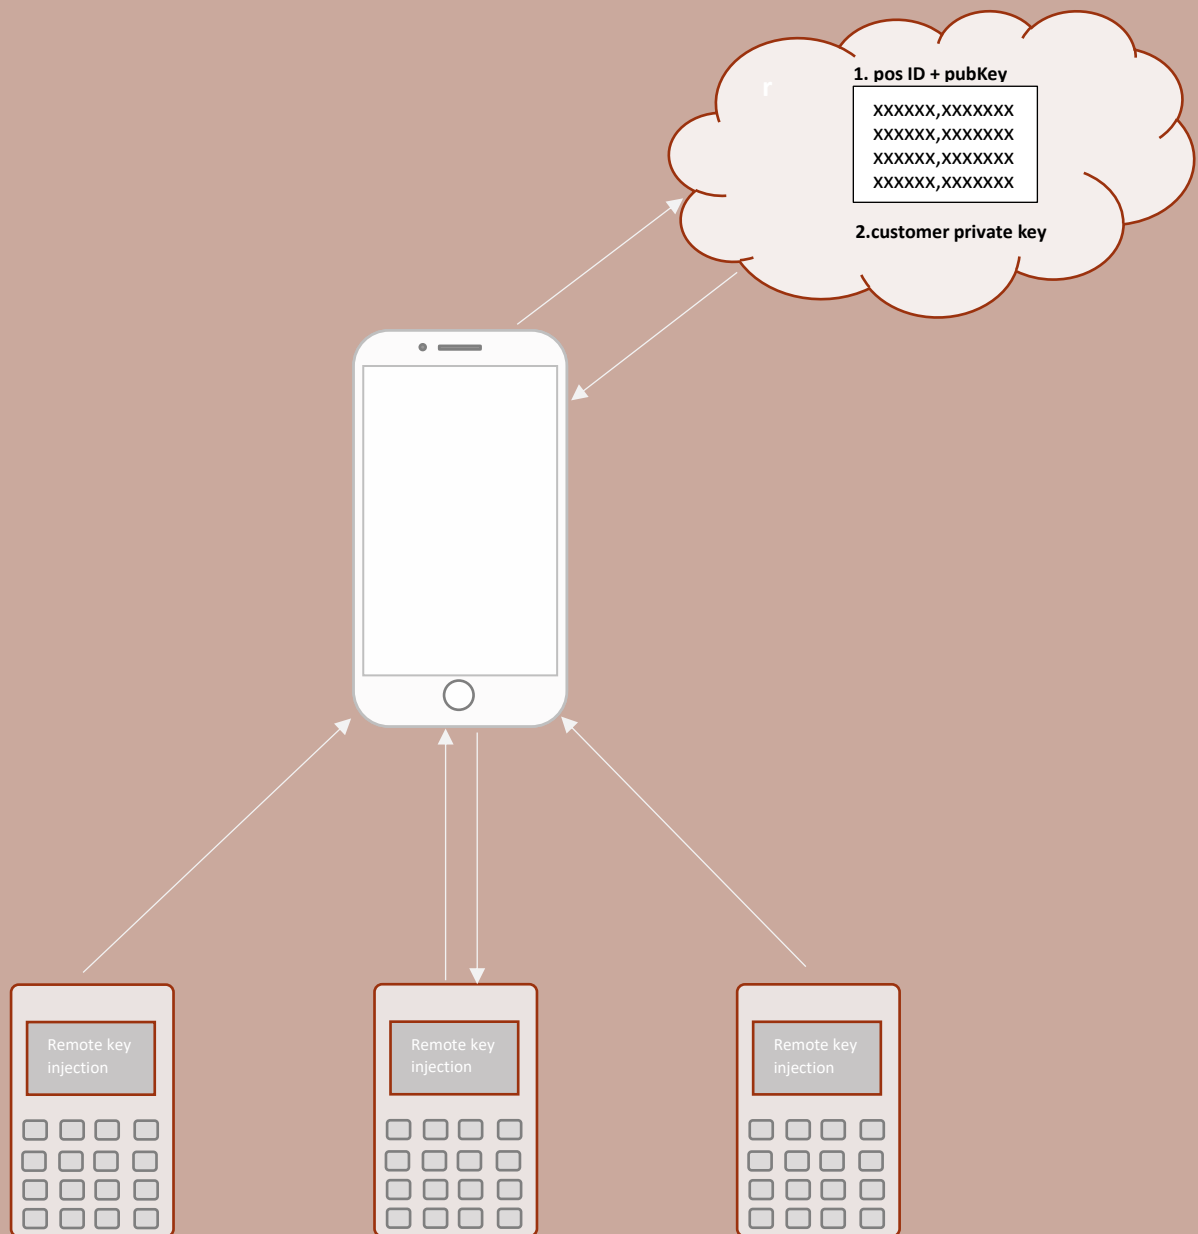 1. pos ID + pubKey
r
XXXXXX,XXXXXXX
XXXXXX,XXXXXXX
XXXXXX,XXXXXXX
XXXXXX,XXXXXXX
2.customer private key
Remote key
injection
Remote key
injection
Remote key
injection